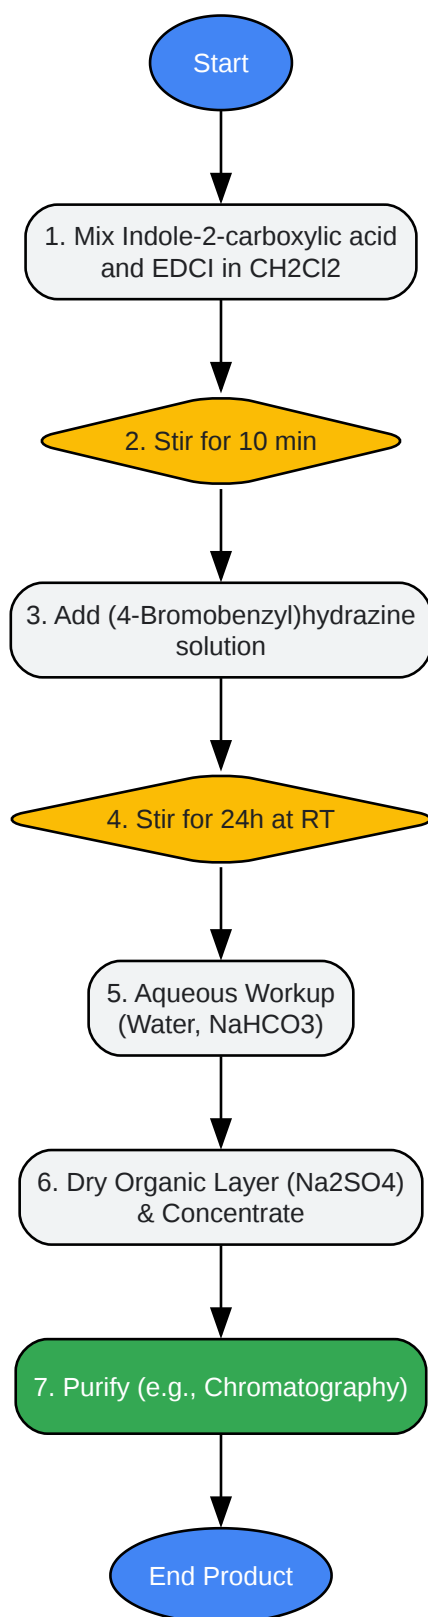 Start
1. Mix Indole-2-carboxylic acid
and EDCI in CH2Cl2
2. Stir for 10 min
3. Add (4-Bromobenzyl)hydrazine
solution
4. Stir for 24h at RT
5. Aqueous Workup
(Water, NaHCO3)
6. Dry Organic Layer (Na2SO4)
& Concentrate
7. Purify (e.g., Chromatography)
End Product